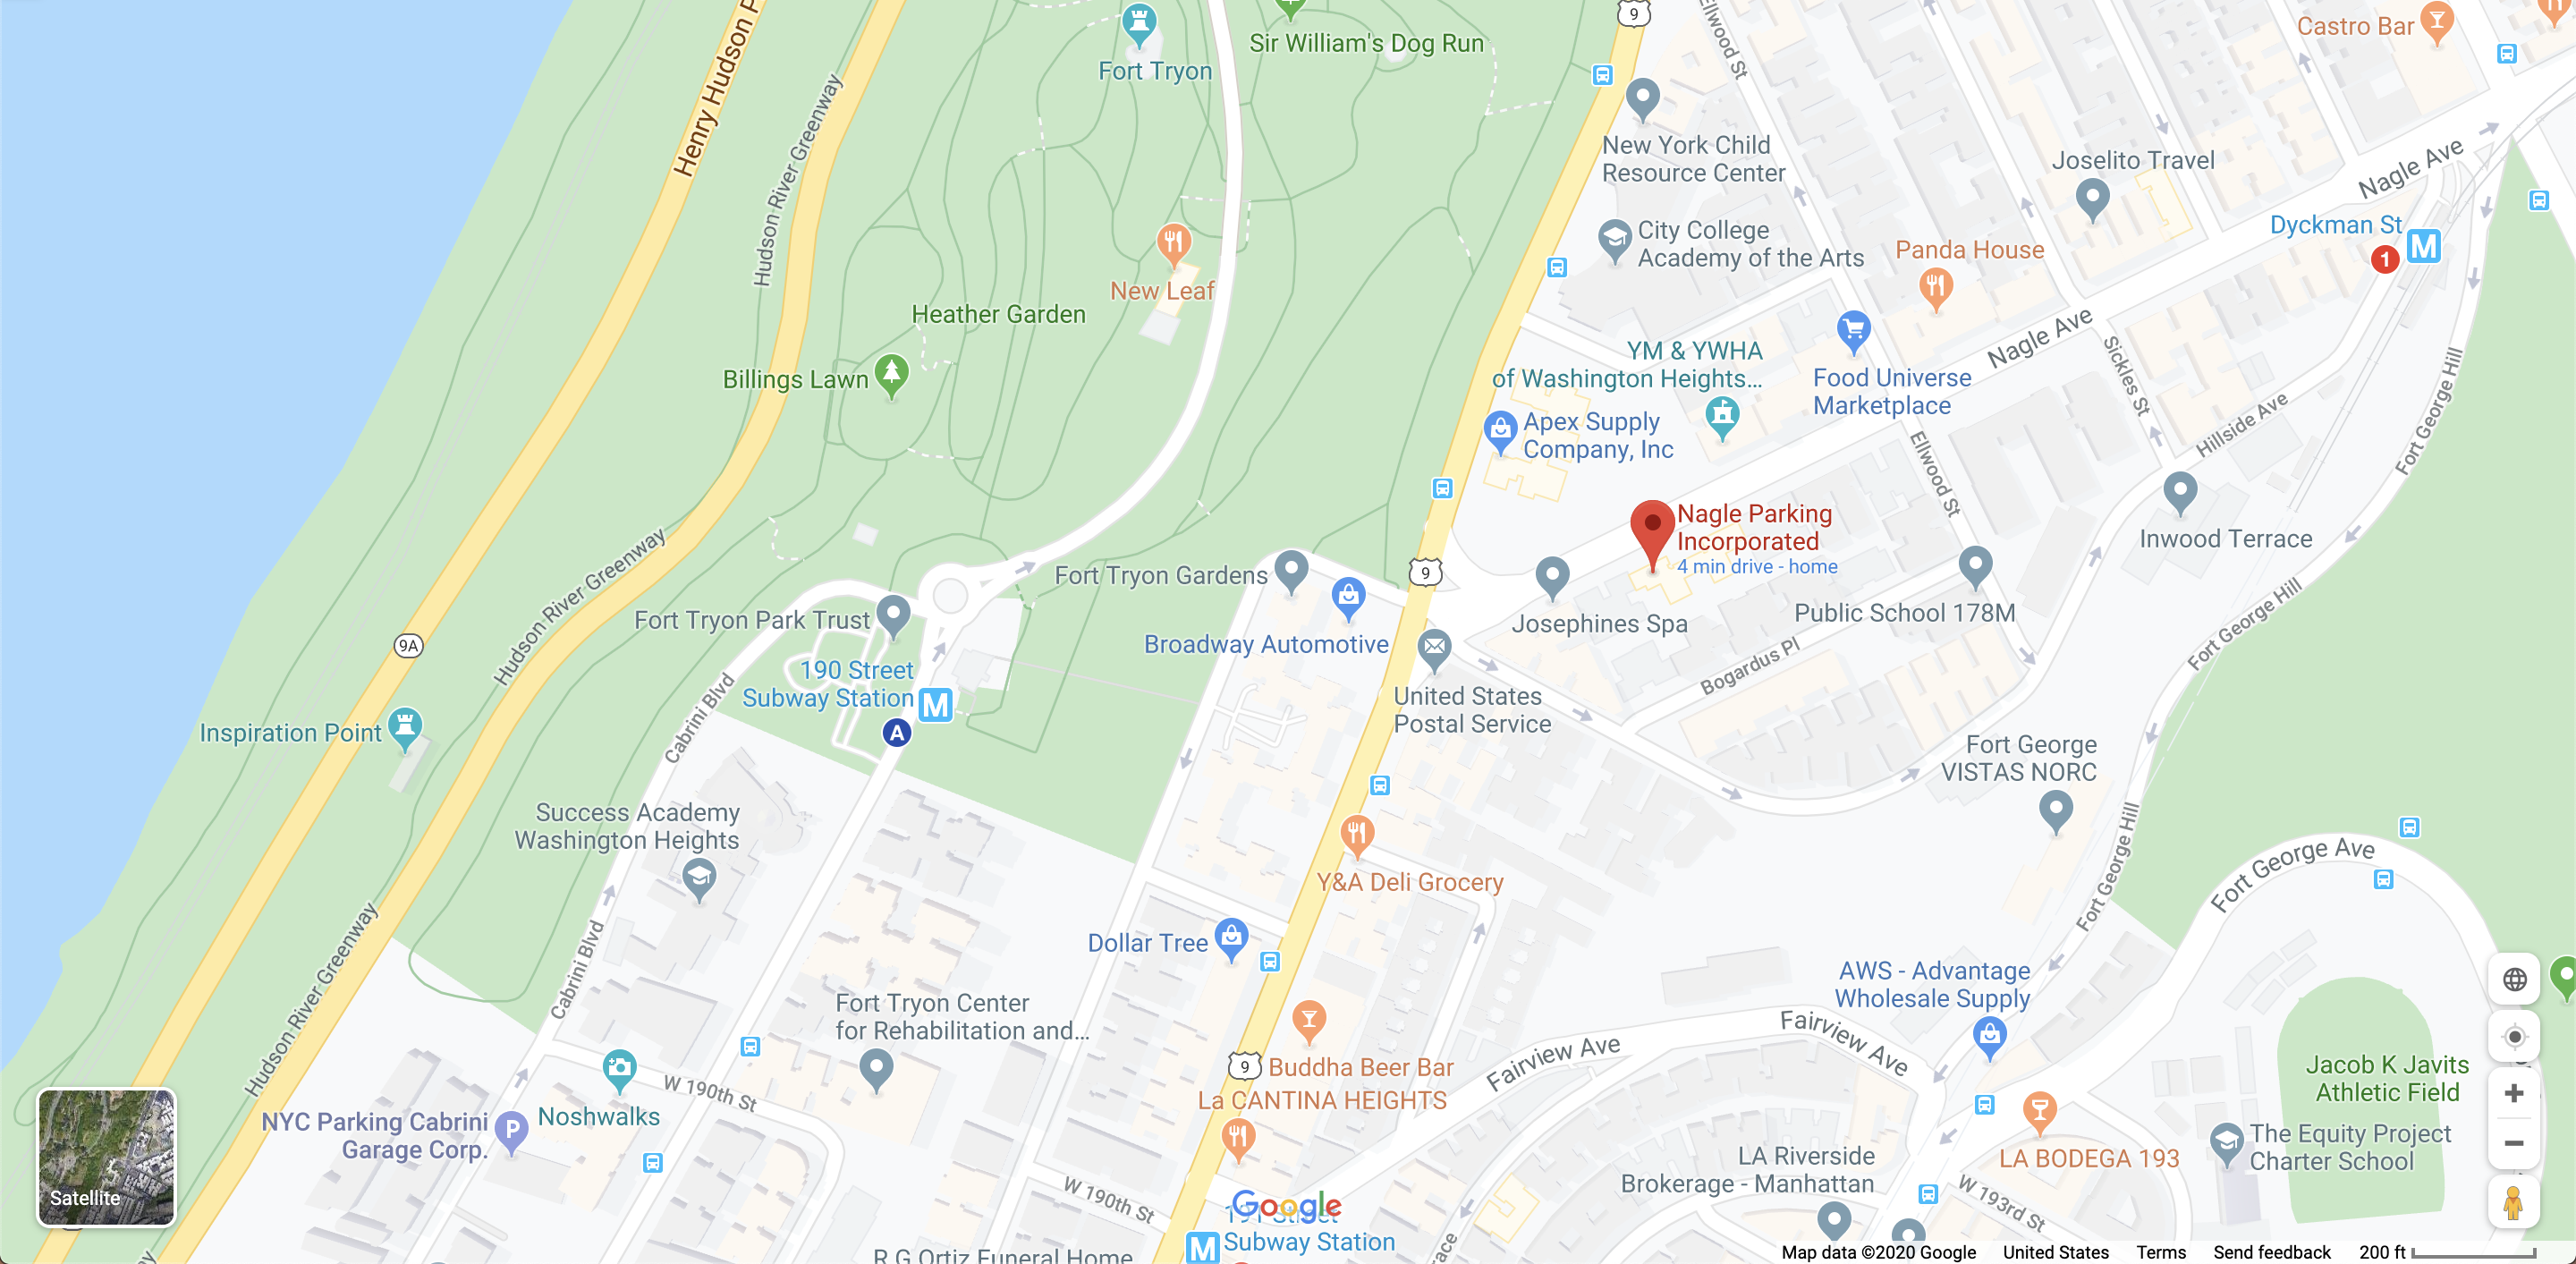 Henry Hudson P
Fort Tryon
Sir William's Dog Run
9
Ellwood St
Castro Bar
Hudson River Greenway
New York Child
Resource Center
Joselito Travel
Nagle Ave
City College
Academy of the Arts
Panda House
Dyckman St
1
M
New Leaf
Heather Garden
Billings Lawn
YM & YWHA
of Washington Heights...
Food Universe
Marketplace
Nagle Ave
Sickles St
Hillside Ave
Fort George Hill
Apex Supply
Company, Inc
Ellwood St
Nagle Parking
Incorporated
4 min drive - home
Inwood Terrace
Hudson River Greenway
Fort Tryon Gardens
9
Fort Tryon Park Trust
Broadway Automotive
Josephines Spa
Public School 178M
Fort George Hill
9A
190 Street
Subway Station
M
A
Cabrini Blvd
Bogardus Pl
United States
Postal Service
Inspiration Point
Fort George
VISTAS NORC
Success Academy
Washington Heights
Fort George Hill
Fort George Ave
Y&A Deli Grocery
Hudson River Greenway
Cabrini Blvd
Dollar Tree
AWS - Advantage
Wholesale Supply
Fort Tryon Center
for Rehabilitation and...
Fairview Ave
Fairview Ave
9
Buddha Beer Bar
La CANTINA HEIGHTS
Jacob K Javits
Athletic Field
W 190th St
Noshwalks
NYC Parking Cabrini
Garage Corp.
P
The Equity Project
Charter School
LA BODEGA 193
LA Riverside
Brokerage - Manhattan
W 190th St
W 193rd St
Satellite
Google
191 Street
Subway Station
M
R G Ortiz Funeral Home
Map data ©2020 Google
United States
Terms
Send feedback
200 ft